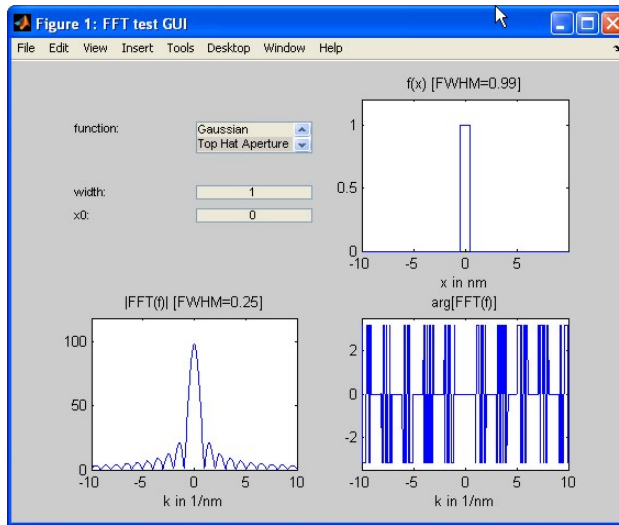 Figure 1: FFT test GUI
File Edit View Insert Tools Desktop Window Help
function:
Gaussian
Top Hat Aperture
width:
1
x0:
0
f(x) [FWHM=0.99]
1
0.5
0
-10 -5 0 5
x in nm
|FFT(f)| [FWHM=0.25]
100
50
0
-10 -5 0 5 10
k in 1/nm
arg[FFT(f)]
2
0
-2
-10 -5 0 5 10
k in 1/nm